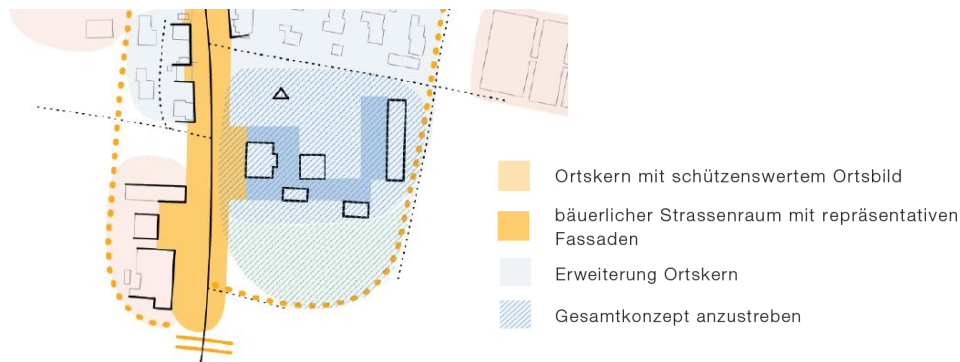 Ortskern mit schützenswertem Ortsbild
bäuerlicher Strassenraum mit repräsentativen
Fassaden
Erweiterung Ortskern
Gesamtkonzept anzustreben